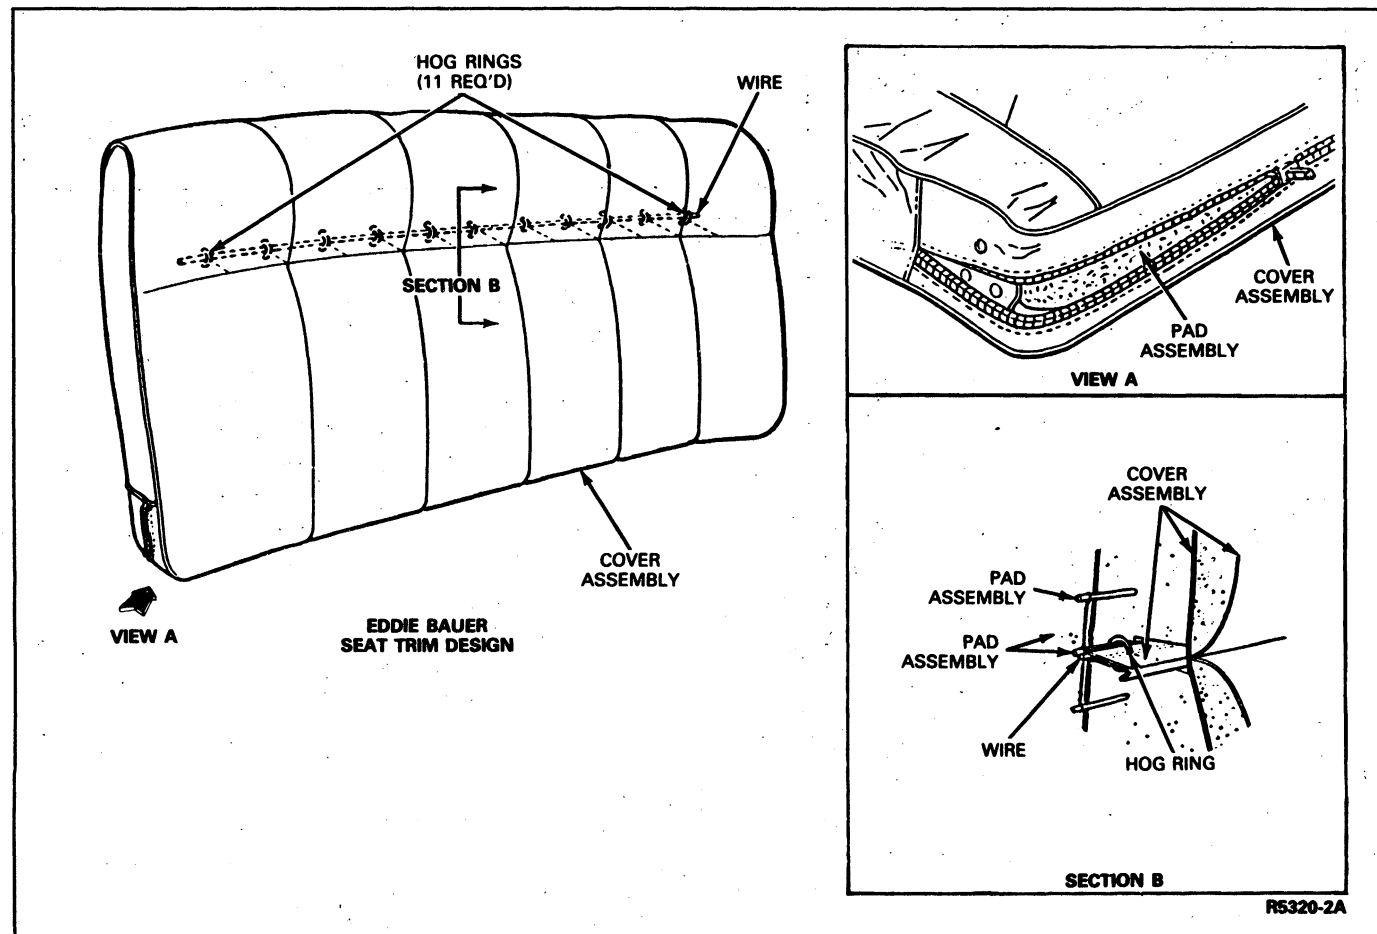 HOG RINGS
(11 REQ'D)
WIRE
SECTION B
COVER
ASSEMBLY
VIEW A
EDDIE BAUER
SEAT TRIM DESIGN
COVER
ASSEMBLY
PAD
ASSEMBLY
VIEW A
COVER
ASSEMBLY
PAD
ASSEMBLY
PAD
ASSEMBLY
WIRE
HOG RING
SECTION B
R5320-2A